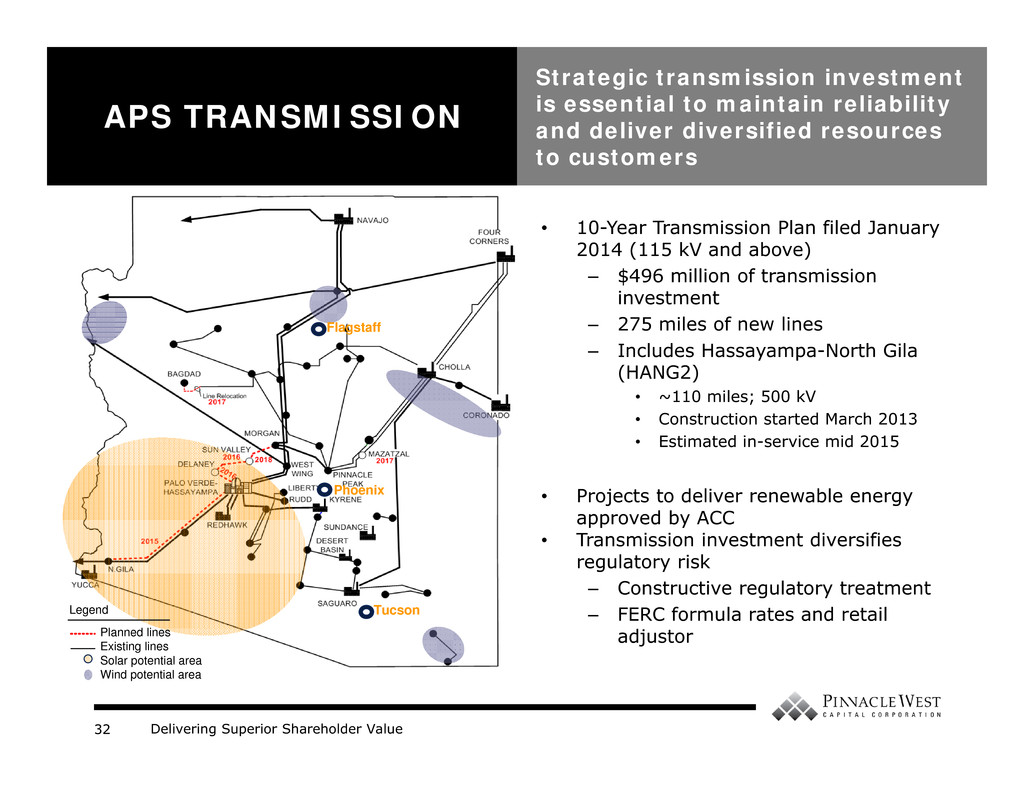 APS TRANSMISSION
Strategic transmission investment
is essential to maintain reliability
and deliver diversified resources
to customers
NAVAJO
FOUR
CORNERS
Flagstaff
CHOLLA
BAGDAD
Line Relocation
2017
CORONADO
MORGAN
SUN VALLEY
2016
2018
DELANEY
2016
WEST
WING
MAZATZAL
2017
PINNACLE
PEAK
PALO VERDE-
HASSAYAMPA
LIBERTY
Phoenix
RUDD
KYRENE
REDHAWK
SUNDANCE
2015
DESERT
BASIN
N.GILA
YUCCA
SAGUARO
Tucson
Legend
Planned lines
Existing lines
Solar potential area
Wind potential area
• 10-Year Transmission Plan filed January
2014 (115 kV and above)
– $496 million of transmission
investment
– 275 miles of new lines
– Includes Hassayampa-North Gila
(HANG2)
• ~110 miles; 500 kV
• Construction started March 2013
• Estimated in-service mid 2015
• Projects to deliver renewable energy
approved by ACC
• Transmission investment diversifies
regulatory risk
– Constructive regulatory treatment
– FERC formula rates and retail
adjustor
32 Delivering Superior Shareholder Value
PINNACLE WEST
CAPITAL CORPORATION